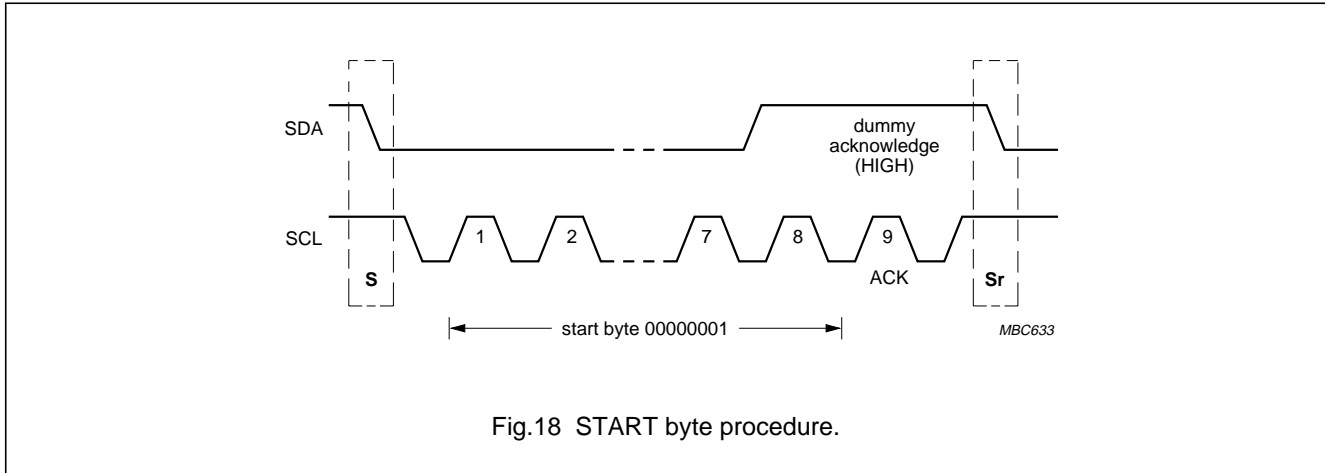 SDA
dummy
acknowledge
(HIGH)
SCL
1
2
7
8
9
S
ACK
Sr
start byte 00000001
MBC633
Fig.18 START byte procedure.